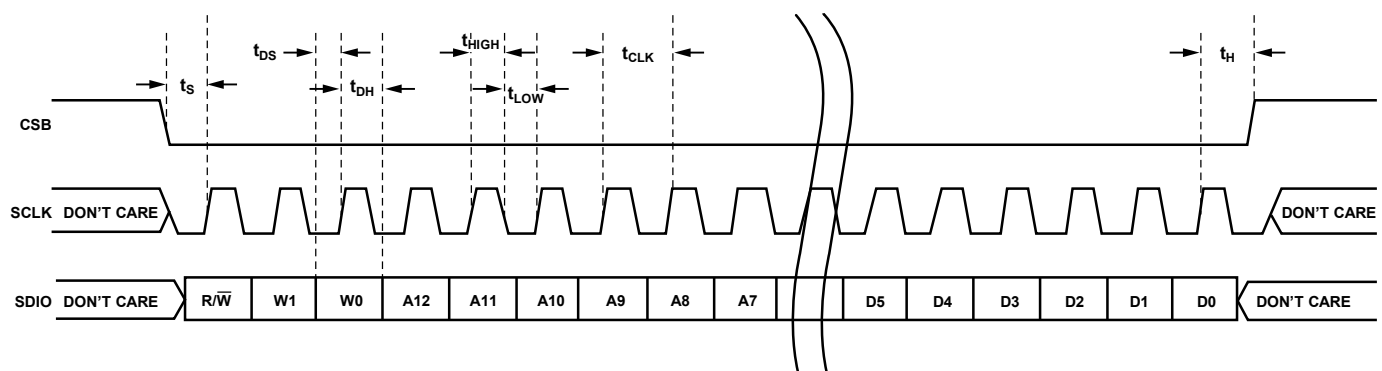 tDS
tHIGH
tCLK
tH
tS
tDH
tLOW
CSB
SCLK DON'T CARE
DON'T CARE
SDIO DON'T CARE
R/W̅ W1 W0 A12 A11 A10 A9 A8 A7 D5 D4 D3 D2 D1 D0
DON'T CARE